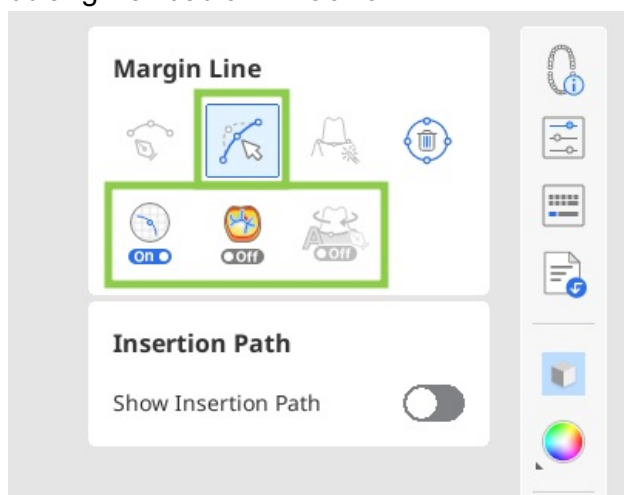 Margin Line
On
Off
Off
Insertion Path
Show Insertion Path